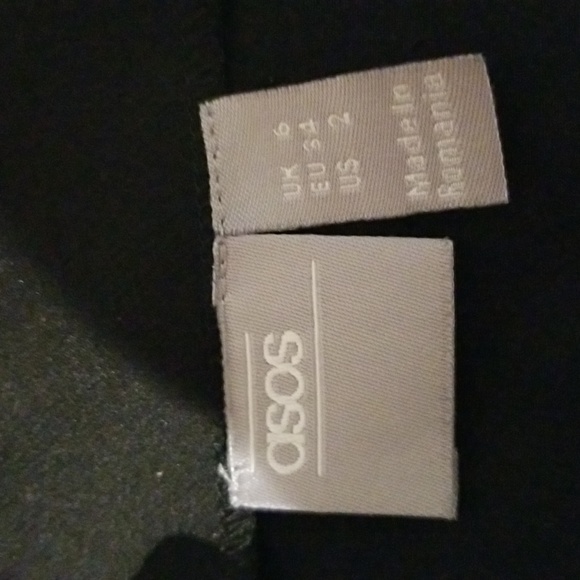 asos
UK 6
EU 34
US 2
Made in
Romania